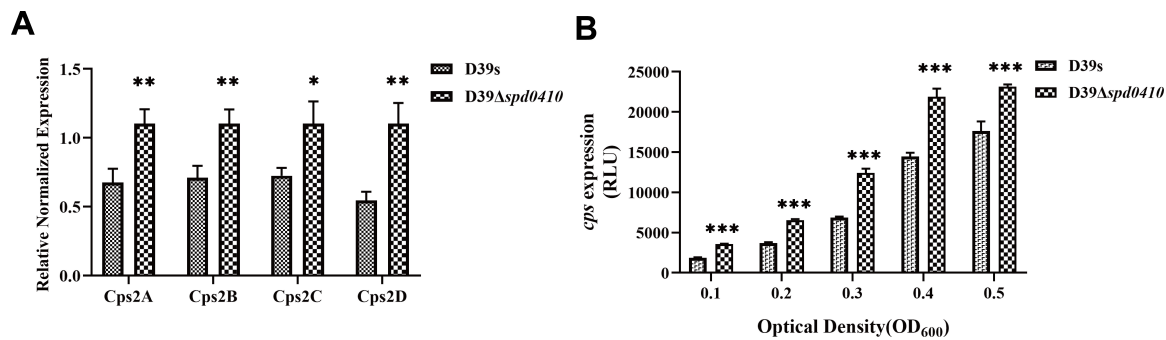 A
Relative Normalized Expression
1.5
1.0
0.5
0.0
** ** * **
Cps2A Cps2B Cps2C Cps2D
D39s
D39Δspd0410
B
cps expression
(RLU)
25000
20000
15000
10000
5000
0
*** *** *** *** ***
0.1 0.2 0.3 0.4 0.5
Optical Density(OD₆₀₀)
D39s
D39Δspd0410